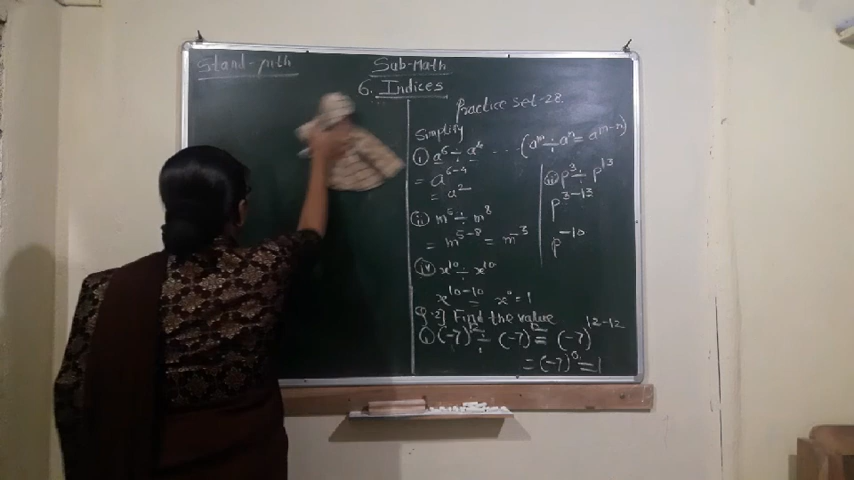 Stand-7th
Sub-Math
6. Indices
Practice Set-28
Simplify
(i) a⁶ ÷ a⁴ .... (aᵐ ÷ aⁿ = aᵐ⁻ⁿ)
= a⁶⁻⁴
= a²
(ii) m⁵ ÷ m⁸
= m⁵⁻⁸ = m⁻³
(iii) p³ ÷ p¹³
p³⁻¹³
p⁻¹⁰
(iv) x¹⁰ ÷ x¹⁰
x¹⁰⁻¹⁰ = x⁰ = 1
Q.2] Find the value
(i) (-7)¹² ÷ (-7)¹² = (-7)¹²⁻¹²
= (-7)⁰ = 1